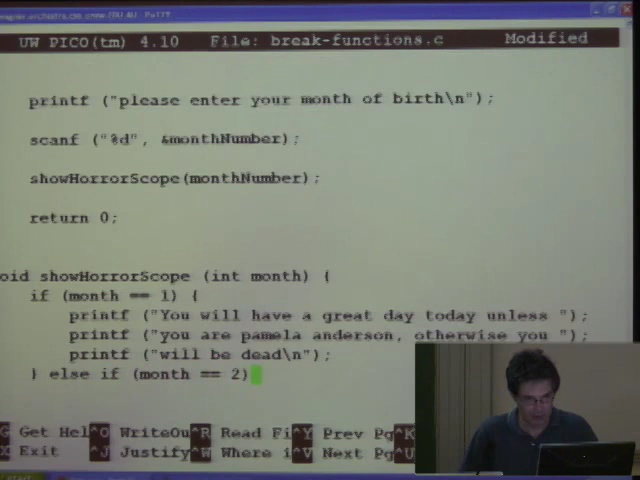 UW PICO(tm) 4.10 File: break-functions.c Modified
printf ("please enter your month of birth\n");
scanf ("%d", &monthNumber);
showHorrorScope(monthNumber);
return 0;
oid showHorrorScope (int month) {
if (month == 1) {
printf ("You will have a great day today unless ");
printf ("you are pamela anderson, otherwise you ");
printf ("will be dead\n");
} else if (month == 2)
G Get Hel ^O WriteOu ^R Read Fi ^Y Prev Pg ^K
X Exit ^J Justify ^W Where i ^V Next Pg ^U